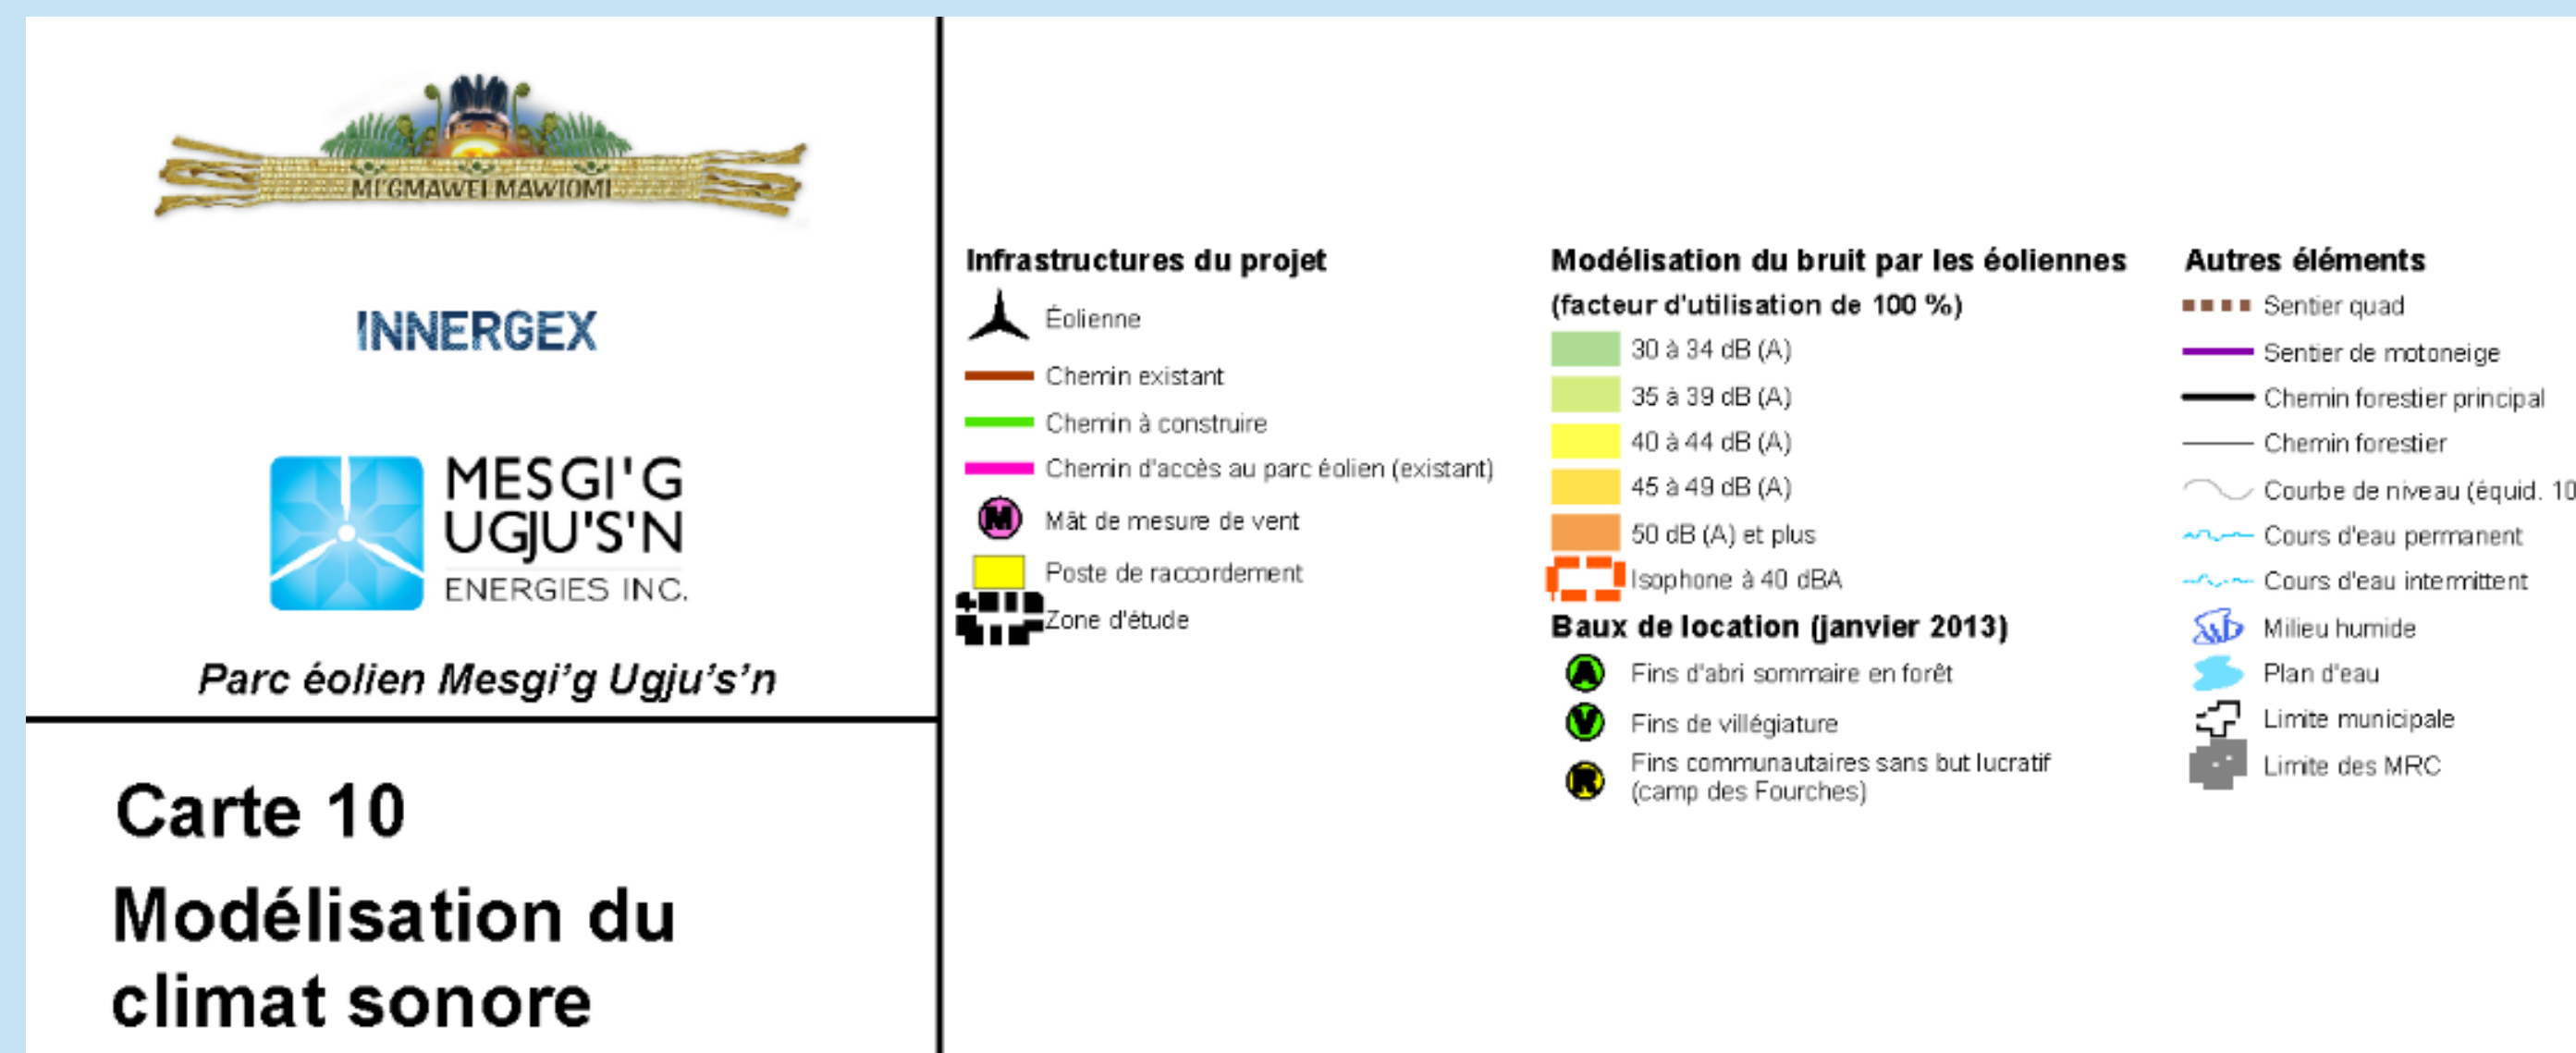 MI'GMAWEI MAWIOMI
INNERGEX
MESGI'G
UGJU'S'N
ENERGIES INC.
Parc éolien Mesgi'g Ugju's'n
Carte 10
Modélisation du
climat sonore
Infrastructures du projet
Éolienne
Chemin existant
Chemin à construire
Chemin d'accès au parc éolien (existant)
M
Mât de mesure de vent
Poste de raccordement
Zone d'étude
Modélisation du bruit par les éoliennes
(facteur d'utilisation de 100 %)
30 à 34 dB (A)
35 à 39 dB (A)
40 à 44 dB (A)
45 à 49 dB (A)
50 dB (A) et plus
Isophone à 40 dBA
Baux de location (janvier 2013)
A
Fins d'abri sommaire en forêt
V
Fins de villégiature
R
Fins communautaires sans but lucratif
(camp des Fourches)
Autres éléments
Sentier quad
Sentier de motoneige
Chemin forestier principal
Chemin forestier
Courbe de niveau (équid. 10
Cours d'eau permanent
Cours d'eau intermittent
Milieu humide
Plan d'eau
Limite municipale
Limite des MRC